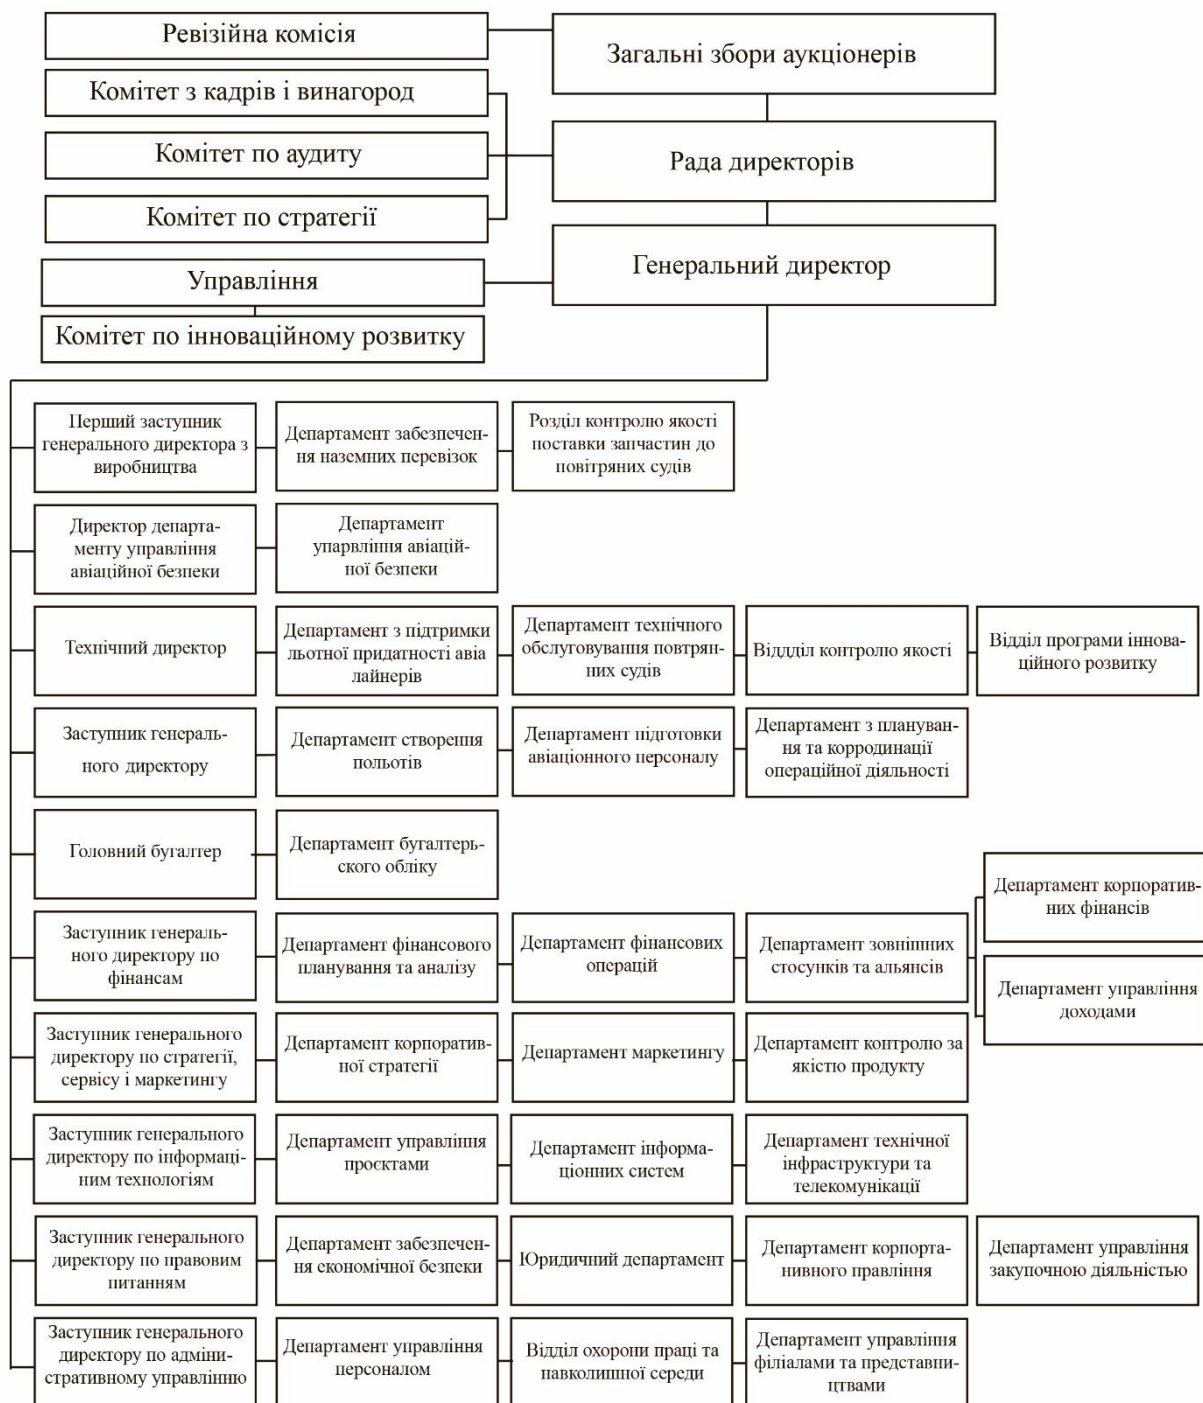 Ревізійна комісія
Загальні збори аукціонерів
Комітет з кадрів і винагород
Комітет по аудиту
Рада директорів
Комітет по стратегії
Генеральний директор
Управління
Комітет по інноваційному розвитку
Перший заступник
генерального директора з
виробництва
Департамент забезпечен-
ня наземних перевізок
Розділ контролю якості
поставки запчастин до
повітряних судів
Директор департа-
менту управління
авіаційної безпеки
Департамент
упарвління авіацій-
ної безпеки
Технічний директор
Департамент з підтримки
льотної придатності авіа
лайнерів
Департамент технічного
обслуговування повтрян-
них судів
Віддділ контролю якості
Відділ програми іннова-
ційного розвитку
Заступник генераль-
ного директору
Департамент створення
польотів
Департамент підготовки
авіаціонного персоналу
Департамент з плануван-
ня та корродинації
операційної діяльності
Головний бугалтер
Департамент бугалтерь-
ского обліку
Заступник генераль-
ного директору по
фінансам
Департамент фінансового
планування та аналізу
Департамент фінансових
операцій
Департамент зовнішних
стосунків та альянсів
Департамент корпоратив-
них фінансів
Департамент управління
доходами
Заступник генерального
директору по стратегії,
сервісу і маркетингу
Департамент корпоратив-
ної стратегії
Департамент маркетингу
Департамент контролю за
якістю продукту
Заступник генерального
директору по інформаці-
ним технологіям
Департамент управління
проєктами
Департамент інформа-
ціонних систем
Департамент технічної
інфраструктури та
телекомунікації
Заступник генерального
директору по правовим
питанням
Департамент забезпечен-
ня економічної безпеки
Юридичний департамент
Департамент корпорта-
нивного правління
Департамент управління
закупочною діяльністью
Заступник генерального
директору по адміни-
стративному управлінню
Департамент управління
персоналом
Відділ охорони праці та
навколишної середи
Департамент управління
філіалами та представни-
цтвами